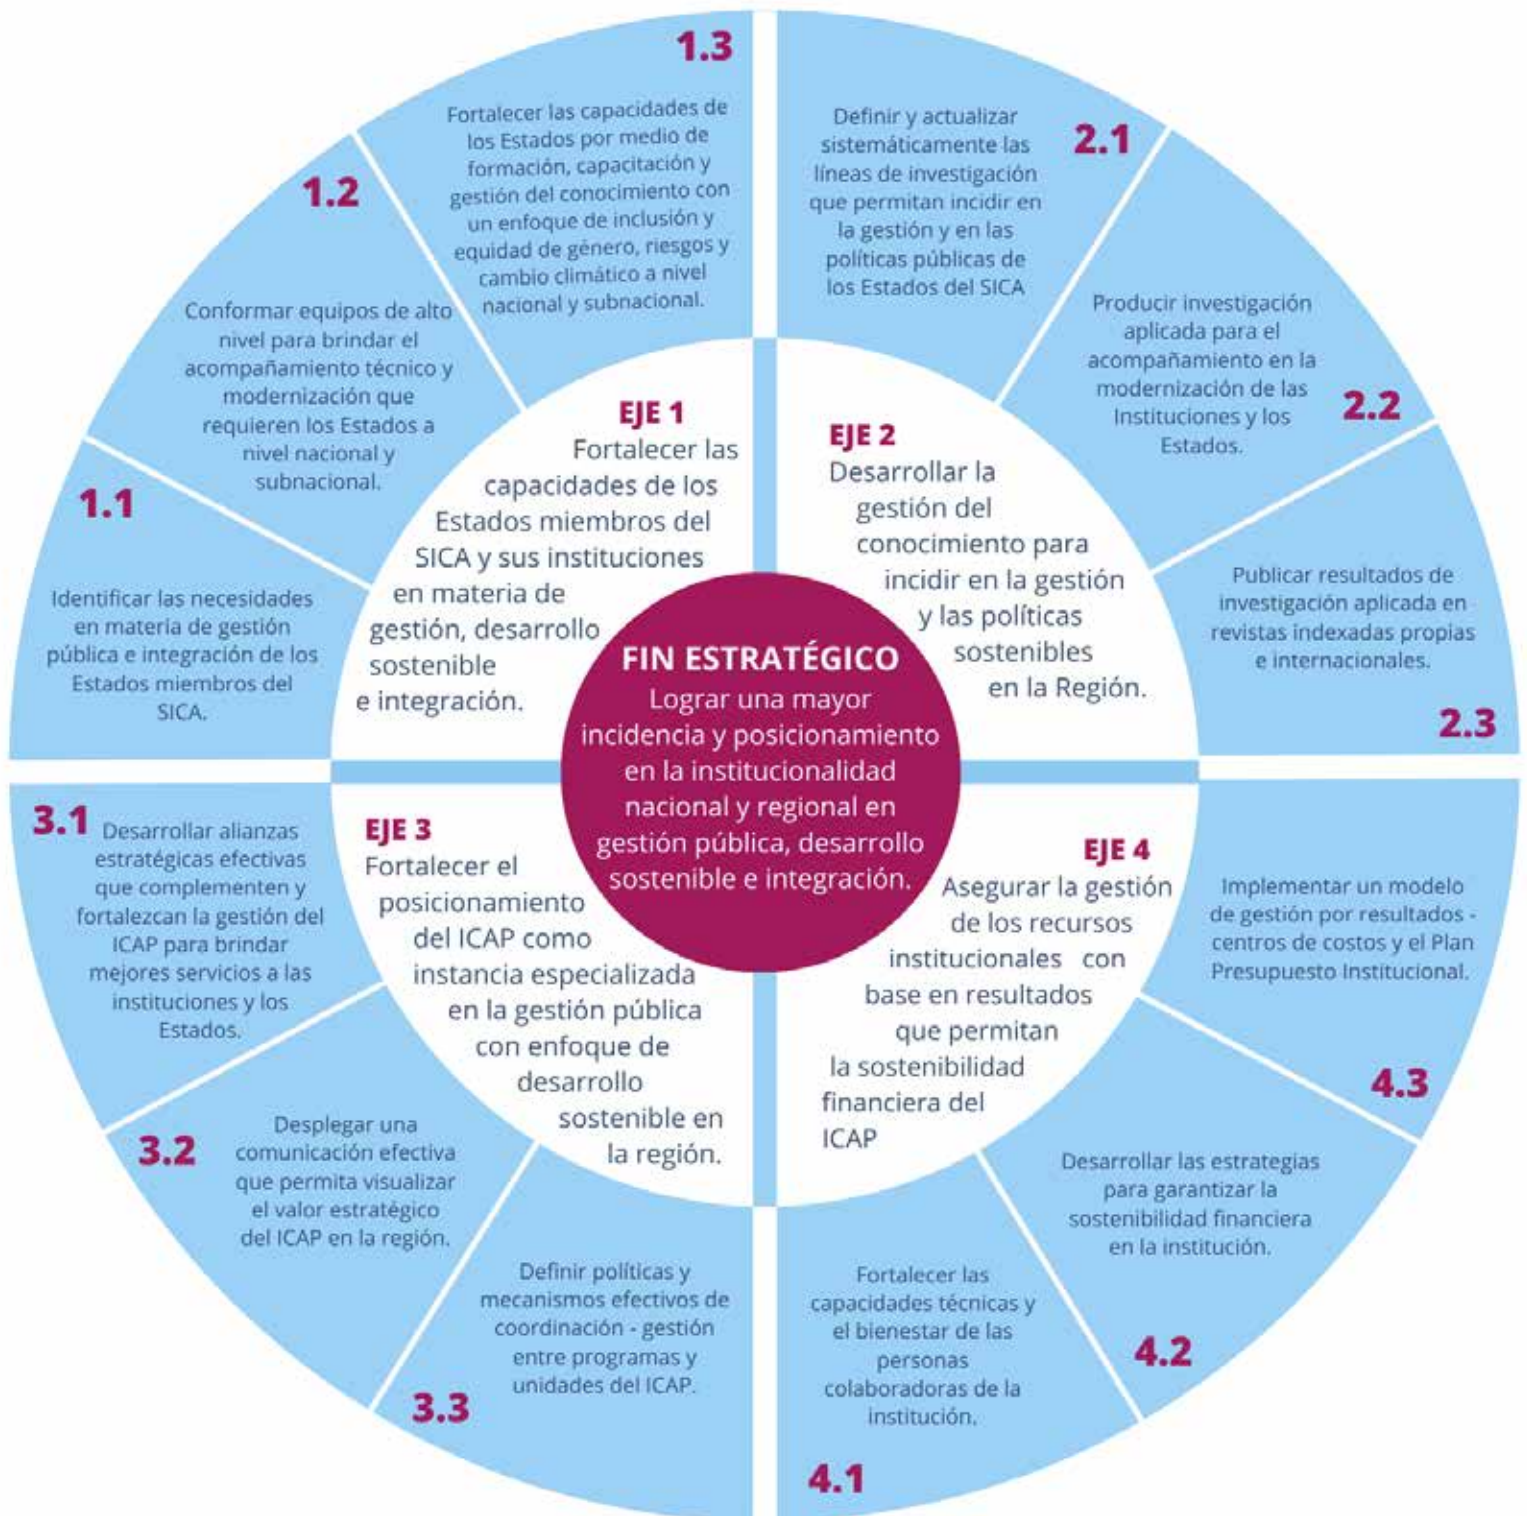 FIN ESTRATÉGICO
Lograr una mayor
incidencia y posicionamiento
en la institucionalidad
nacional y regional en
gestión pública, desarrollo
sostenible e integración.
EJE 1
Fortalecer las
capacidades de los
Estados miembros del
SICA y sus instituciones
en materia de
gestión, desarrollo
sostenible
e integración.
1.1
Identificar las necesidades
en materia de gestión
pública e integración de los
Estados miembros del
SICA.
1.2
Conformar equipos de alto
nivel para brindar el
acompañamiento técnico y
modernización que
requieren los Estados a
nivel nacional y
subnacional.
1.3
Fortalecer las capacidades de
los Estados por medio de
formación, capacitación y
gestión del conocimiento con
un enfoque de inclusión y
equidad de género, riesgos y
cambio climático a nivel
nacional y subnacional.
EJE 2
Desarrollar la
gestión del
conocimiento para
incidir en la gestión
y las políticas
sostenibles
en la Región.
2.1
Definir y actualizar
sistemáticamente las
líneas de investigación
que permitan incidir en
la gestión y en las
políticas públicas de
los Estados del SICA
2.2
Producir investigación
aplicada para el
acompañamiento en la
modernización de las
Instituciones y los
Estados.
2.3
Publicar resultados de
investigación aplicada en
revistas indexadas propias
e internacionales.
EJE 3
Fortalecer el
posicionamiento
del ICAP como
instancia especializada
en la gestión pública
con enfoque de
desarrollo
sostenible en
la región.
3.1
Desarrollar alianzas
estratégicas efectivas
que complementen y
fortalezcan la gestión del
ICAP para brindar
mejores servicios a las
instituciones y los
Estados.
3.2
Desplegar una
comunicación efectiva
que permita visualizar
el valor estratégico
del ICAP en la región.
3.3
Definir políticas y
mecanismos efectivos de
coordinación - gestión
entre programas y
unidades del ICAP.
EJE 4
Asegurar la gestión
de los recursos
institucionales con
base en resultados
que permitan
la sostenibilidad
financiera del
ICAP
4.1
Fortalecer las
capacidades técnicas y
el bienestar de las
personas
colaboradoras de la
institución.
4.2
Desarrollar las estrategias
para garantizar la
sostenibilidad financiera
en la institución.
4.3
Implementar un modelo
de gestión por resultados -
centros de costos y el Plan
Presupuesto Institucional.